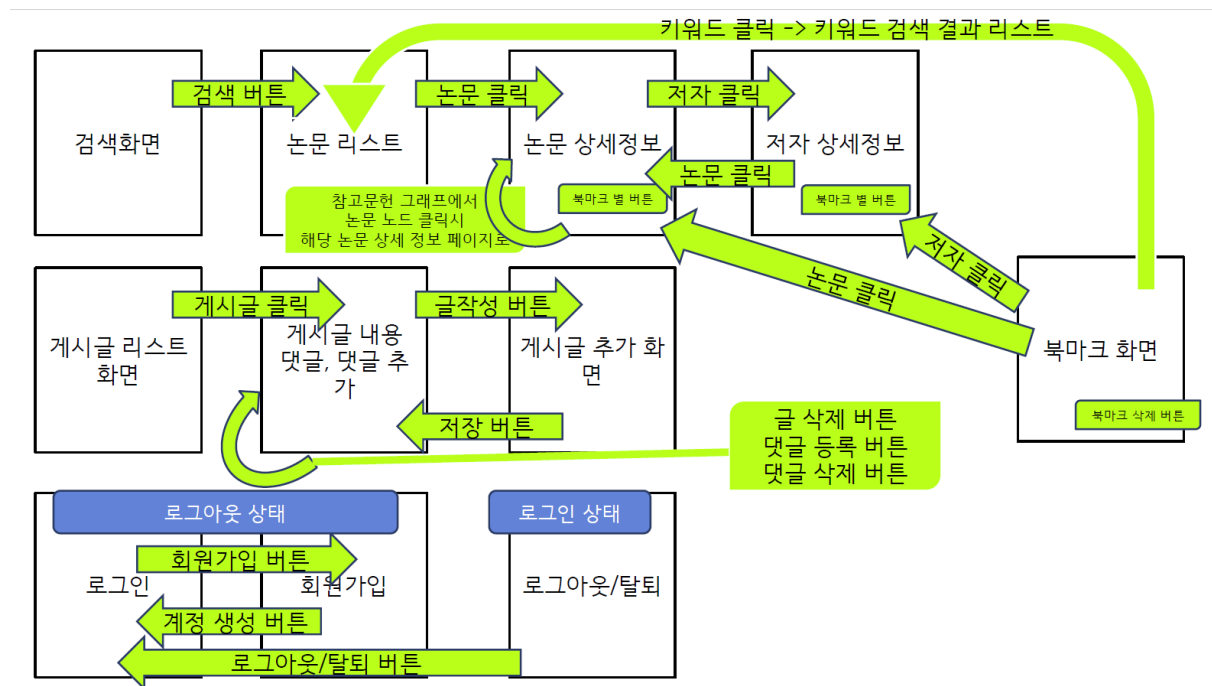 키워드 클릭 -> 키워드 검색 결과 리스트
검색 버튼
논문 클릭
저자 클릭
검색화면
논문 리스트
논문 상세정보
저자 상세정보
논문 클릭
참고문헌 그래프에서
논문 노드 클릭시
해당 논문 상세 정보 페이지로
북마크 별 버튼
북마크 별 버튼
저자 클릭
논문 클릭
게시글 클릭
글작성 버튼
게시글 리스트
화면
게시글 내용
댓글, 댓글 추
가
게시글 추가 화
면
북마크 화면
북마크 삭제 버튼
저장 버튼
글 삭제 버튼
댓글 등록 버튼
댓글 삭제 버튼
로그아웃 상태
로그인 상태
회원가입 버튼
로그인
회원가입
로그아웃/탈퇴
계정 생성 버튼
로그아웃/탈퇴 버튼